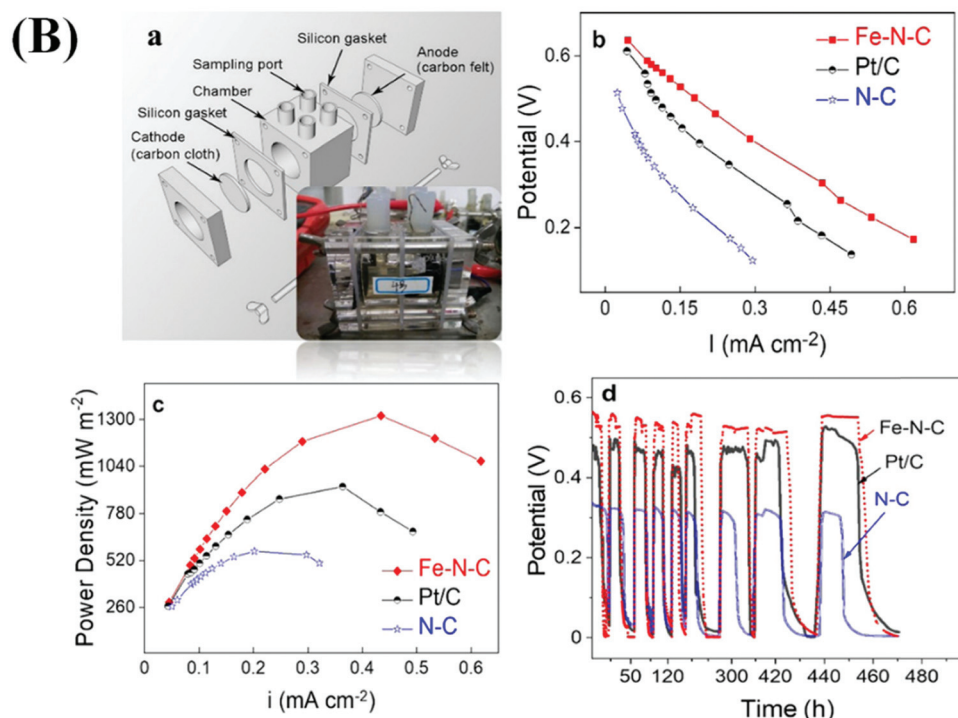 (B)
a
Silicon gasket
Sampling port
Anode
(carbon felt)
Chamber
Silicon gasket
Cathode
(carbon cloth)
b
Fe-N-C
Pt/C
N-C
Potential (V)
0.6
0.4
0.2
0
0.15
0.3
0.45
0.6
I (mA cm-2)
c
Power Density (mW m-2)
1300
1040
780
520
260
Fe-N-C
Pt/C
N-C
0
0.1
0.2
0.3
0.4
0.5
0.6
i (mA cm-2)
d
Potential (V)
0.6
0.4
0.2
0
Fe-N-C
Pt/C
N-C
50
120
300
420
440
460
480
Time (h)